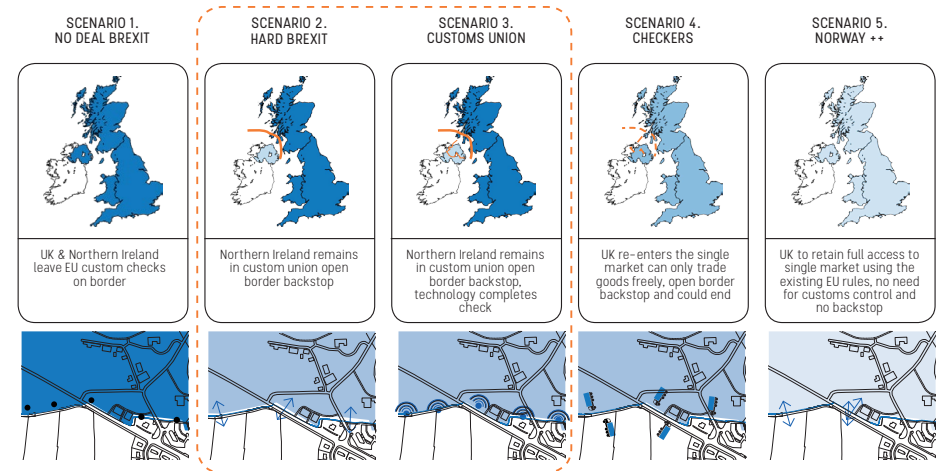 SCENARIO 1.
NO DEAL BREXIT
SCENARIO 2.
HARD BREXIT
SCENARIO 3.
CUSTOMS UNION
SCENARIO 4.
CHECKERS
SCENARIO 5.
NORWAY ++
UK & Northern Ireland
leave EU custom checks
on border
Northern Ireland remains
in custom union open
border backstop
Northern Ireland remains
in custom union open
border backstop,
technology completes
check
UK re-enters the single
market can only trade
goods freely, open border
backstop and could end
UK to retain full access to
single market using the
existing EU rules, no need
for customs control and
no backstop